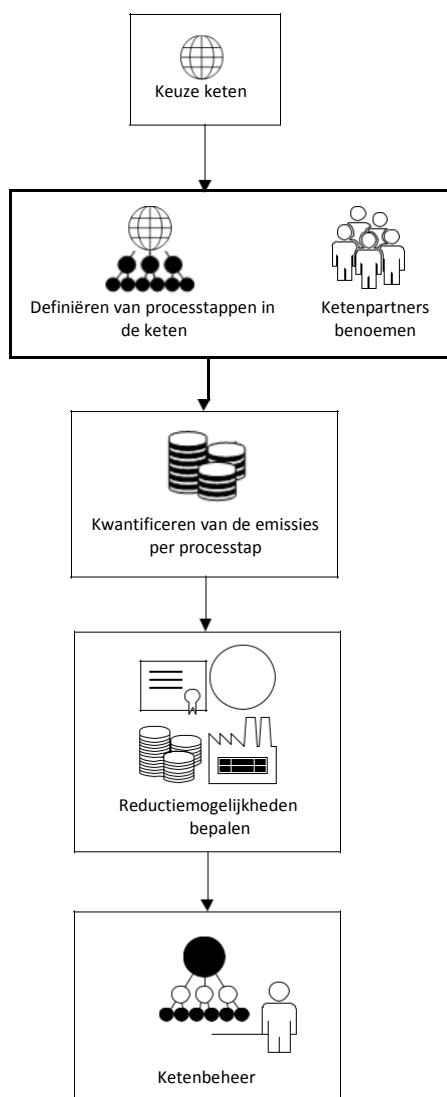 Keuze keten
Definiëren van processtappen in
de keten
Ketenpartners
benoemen
Kwantificeren van de emissies
per processtap
Reductiemogelijkheden
bepalen
Ketenbeheer